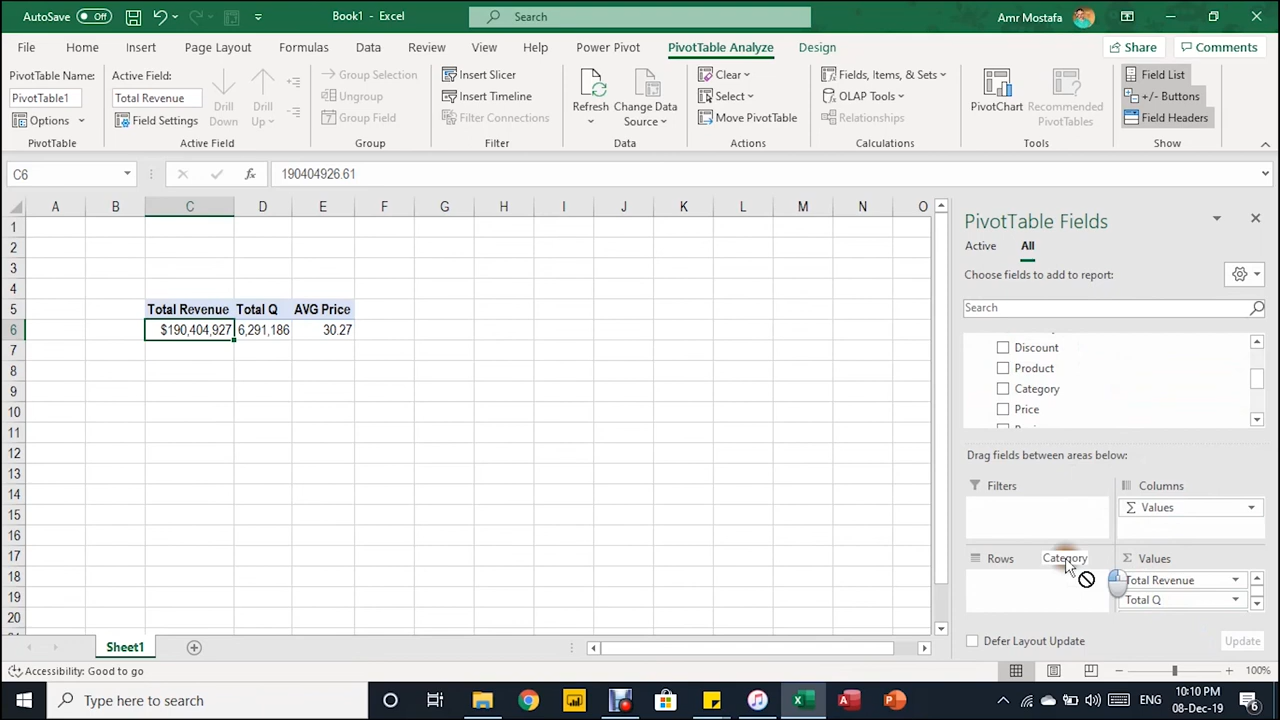 AutoSave Off Book1 - Excel Search Amr Mostafa
File Home Insert Page Layout Formulas Data Review View Help Power Pivot PivotTable Analyze Design Share Comments
PivotTable Name:
PivotTable1
Options
PivotTable
Active Field:
Total Revenue
Field Settings
Drill
Down
Drill
Up
Active Field
Group Selection
Ungroup
Group Field
Group
Insert Slicer
Insert Timeline
Filter Connections
Filter
Refresh
Change Data
Source
Data
Clear
Select
Move PivotTable
Actions
Fields, Items, & Sets
OLAP Tools
Relationships
Calculations
PivotChart
Recommended
PivotTables
Tools
Field List
+/- Buttons
Field Headers
Show
C6 fx 190404926.61
A B C D E F G H I J K L M N O
1
2
3
4
5 Total Revenue Total Q AVG Price
6 $190,404,927 6,291,186 30.27
7
8
9
10
11
12
13
14
15
16
17
18
19
20
PivotTable Fields
Active All
Choose fields to add to report:
Search
Discount
Product
Category
Price
Drag fields between areas below:
Filters
Columns
Σ Values
Rows
Category
Σ Values
Total Revenue
Total Q
Defer Layout Update Update
Sheet1
Accessibility: Good to go 100%
Type here to search
ENG
10:10 PM
08-Dec-19
6